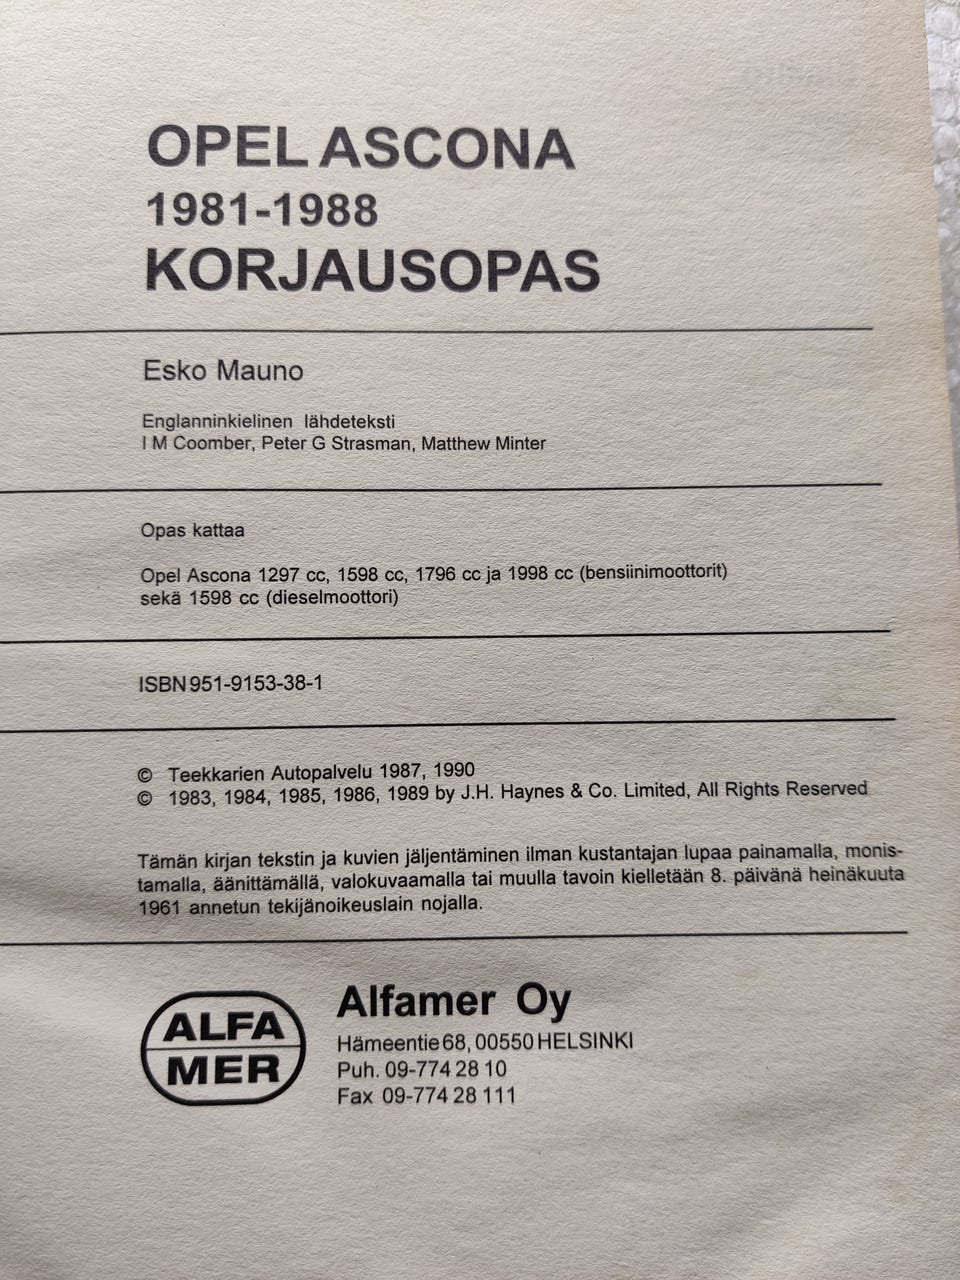 OPEL ASCONA
1981-1988
KORJAUSOPAS
Esko Mauno
Englanninkielinen lähdeteksti
I M Coomber, Peter G Strasman, Matthew Minter
Opas kattaa
Opel Ascona 1297 cc, 1598 cc, 1796 cc ja 1998 cc (bensiinimoottorit)
sekä 1598 cc (dieselmoottori)
ISBN 951-9153-38-1
© Teekkarien Autopalvelu 1987, 1990
© 1983, 1984, 1985, 1986, 1989 by J.H. Haynes & Co. Limited, All Rights Reserved
Tämän kirjan tekstin ja kuvien jäljentäminen ilman kustantajan lupaa painamalla, monis-
tamalla, äänittämällä, valokuvaamalla tai muulla tavoin kielletään 8. päivänä heinäkuuta
1961 annetun tekijänoikeuslain nojalla.
ALFA
MER
Alfamer Oy
Hämeentie 68, 00550 HELSINKI
Puh. 09-774 28 10
Fax 09-774 28 111